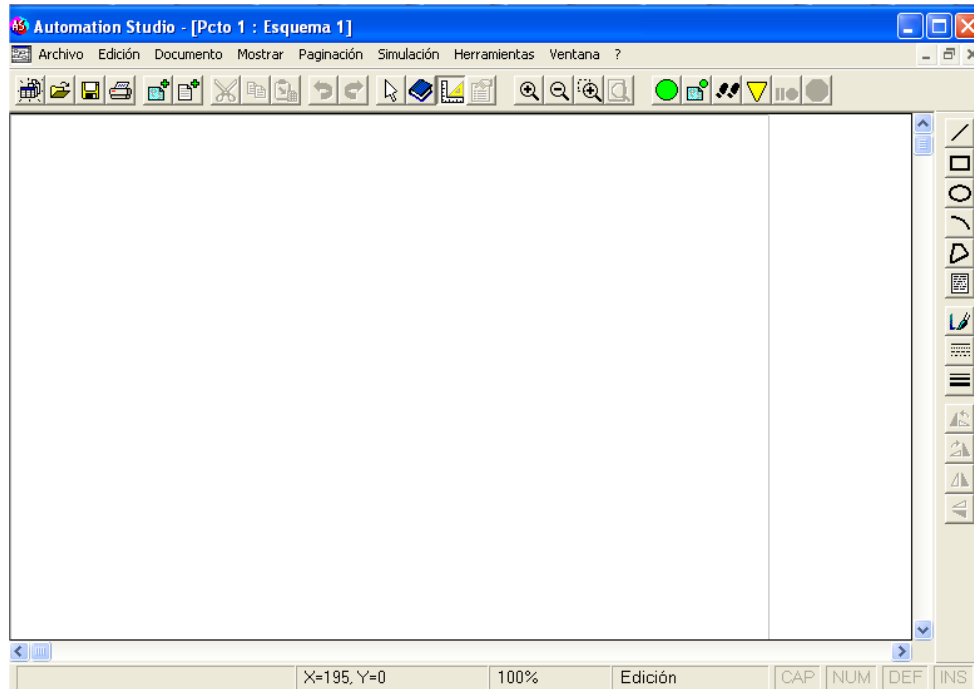 Automation Studio - [Pcto 1 : Esquema 1]
Archivo Edición Documento Mostrar Paginación Simulación Herramientas Ventana ?
X=195, Y=0 100% Edición CAP NUM DEF INS